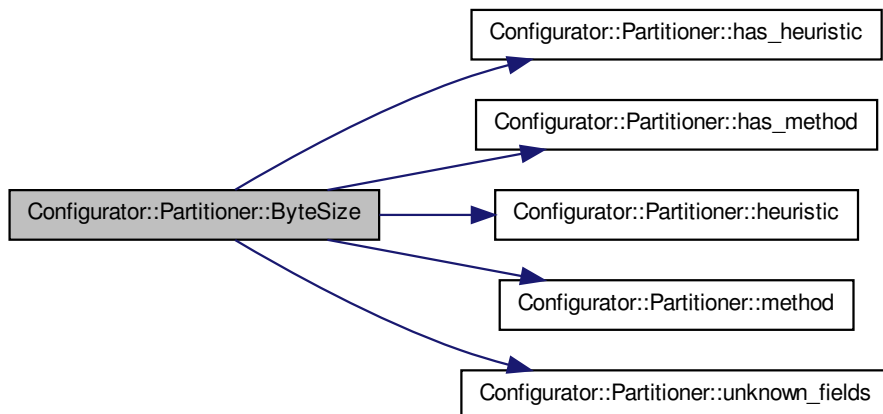 Configurator::Partitioner::has_heuristic
Configurator::Partitioner::has_method
Configurator::Partitioner::ByteSize
Configurator::Partitioner::heuristic
Configurator::Partitioner::method
Configurator::Partitioner::unknown_fields